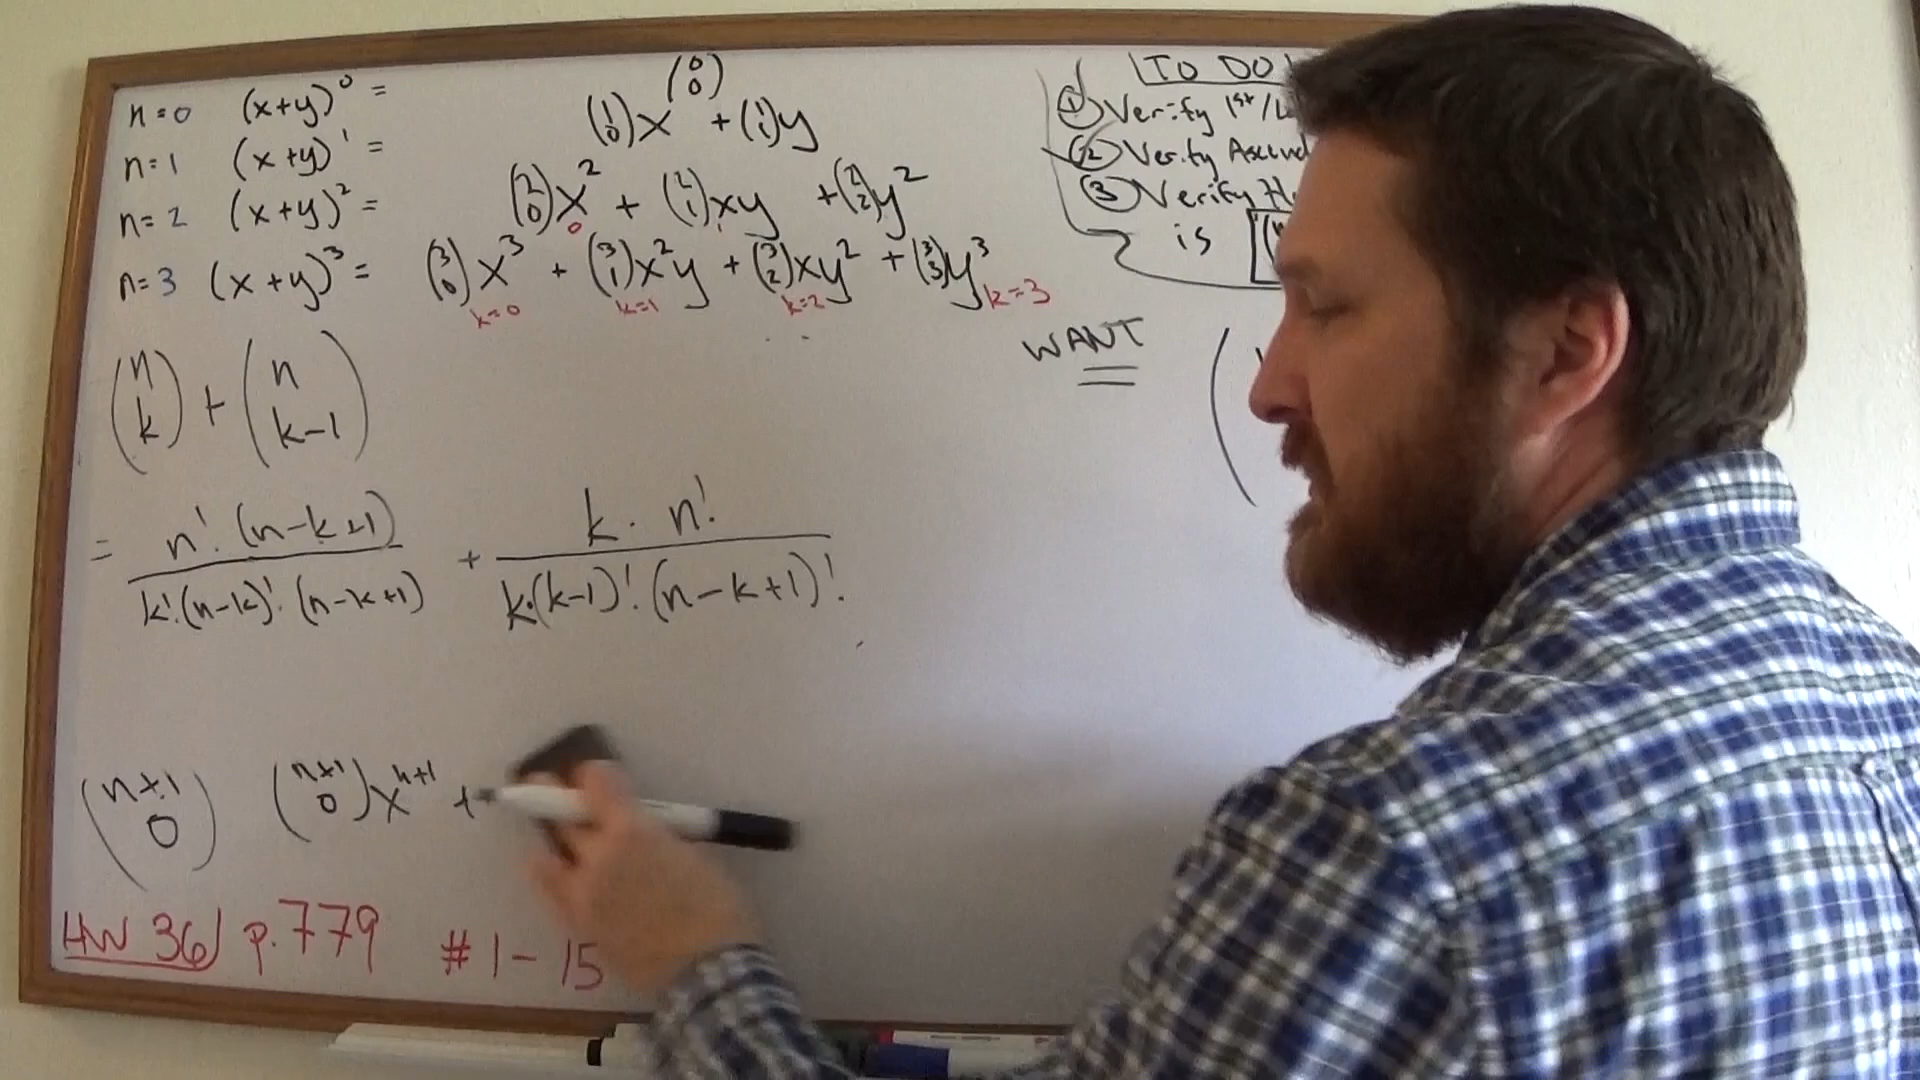 n=0 (x+y)^0 = (0 0)
n=1 (x+y)^1 = (1 0)x + (1 1)y
n=2 (x+y)^2 = (2 0)x^2 + (2 1)xy + (2 2)y^2
0 1
n=3 (x+y)^3 = (3 0)x^3 + (3 1)x^2y + (3 2)xy^2 + (3 3)y^3
k=0 k=1 k=2 k=3
TO DO
① Verify 1st/
② Verify
③ Verify
is
WANT
(n k) + (n k-1)
= n!·(n-k+1) / k!·(n-k)!·(n-k+1) + k·n! / k·(k-1)!·(n-k+1)!
(n+1 0) (n+1 0)x^n+1 +
HW 36 p.779 #1-15